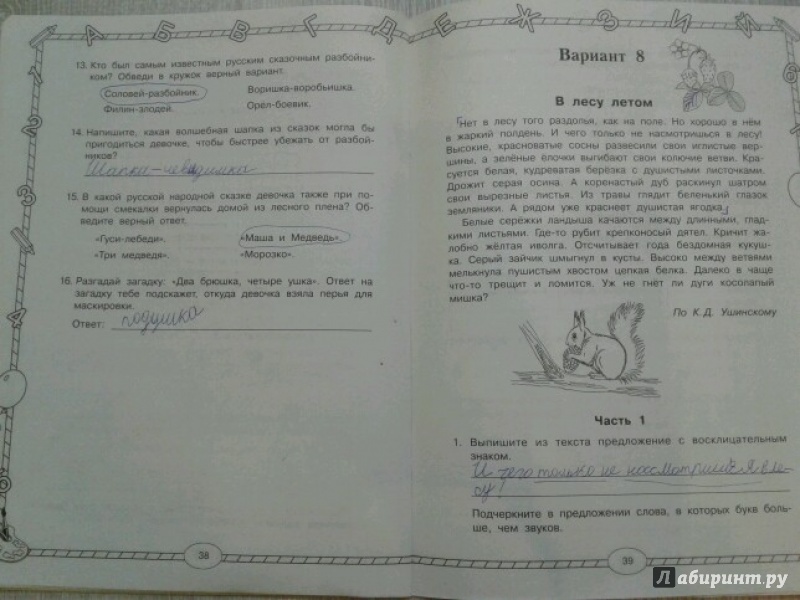 А Б В Г Д Е Ж З И Й
13. Кто был самым известным русским сказочным разбойни-
ком? Обведи в кружок верный вариант.
Соловей-разбойник. Воришка-воробьишка.
Филин-злодей. Орёл-боевик.
14. Напишите, какая волшебная шапка из сказок могла бы
пригодиться девочке, чтобы быстрее убежать от разбой-
ников?
Шапка-невидимка
15. В какой русской народной сказке девочка также при по-
мощи смекалки вернулась домой из лесного плена? Об-
ведите верный ответ.
«Гуси-лебеди». «Маша и Медведь».
«Три медведя». «Морозко».
16. Разгадай загадку: «Два брюшка, четыре ушка». Ответ на
загадку тебе подскажет, откуда девочка взяла перья для
маскировки.
Ответ: подушка
38
1
2
3
4
6
Вариант 8
В лесу летом
Нет в лесу того раздолья, как на поле. Но хорошо в нём
в жаркий полдень. И чего только не насмотришься в лесу!
Высокие, красноватые сосны развесили свои иглистые вер-
шины, а зелёные ёлочки выгибают свои колючие ветви. Кра-
суется белая, кудреватая берёзка с душистыми листочками.
Дрожит серая осина. А коренастый дуб раскинул шатром
свои вырезные листья. Из травы глядит беленький глазок
земляники. А рядом уже краснеет душистая ягодка.
Белые серёжки ландыша качаются между длинными, глад-
кими листьями. Где-то рубит крепконосый дятел. Кричит жа-
лобно жёлтая иволга. Отсчитывает года бездомная кукуш-
ка. Серый зайчик шмыгнул в кусты. Высоко между ветвями
мелькнула пушистым хвостом цепкая белка. Далеко в чаще
что-то трещит и ломится. Уж не гнёт ли дуги косолапый
мишка?
По К.Д. Ушинскому
Часть 1
1. Выпишите из текста предложение с восклицательным
знаком.
И чего только не насмотришься в ле-
су!
Подчеркните в предложении слова, в которых букв боль-
ше, чем звуков.
39
Лабиринт.ру